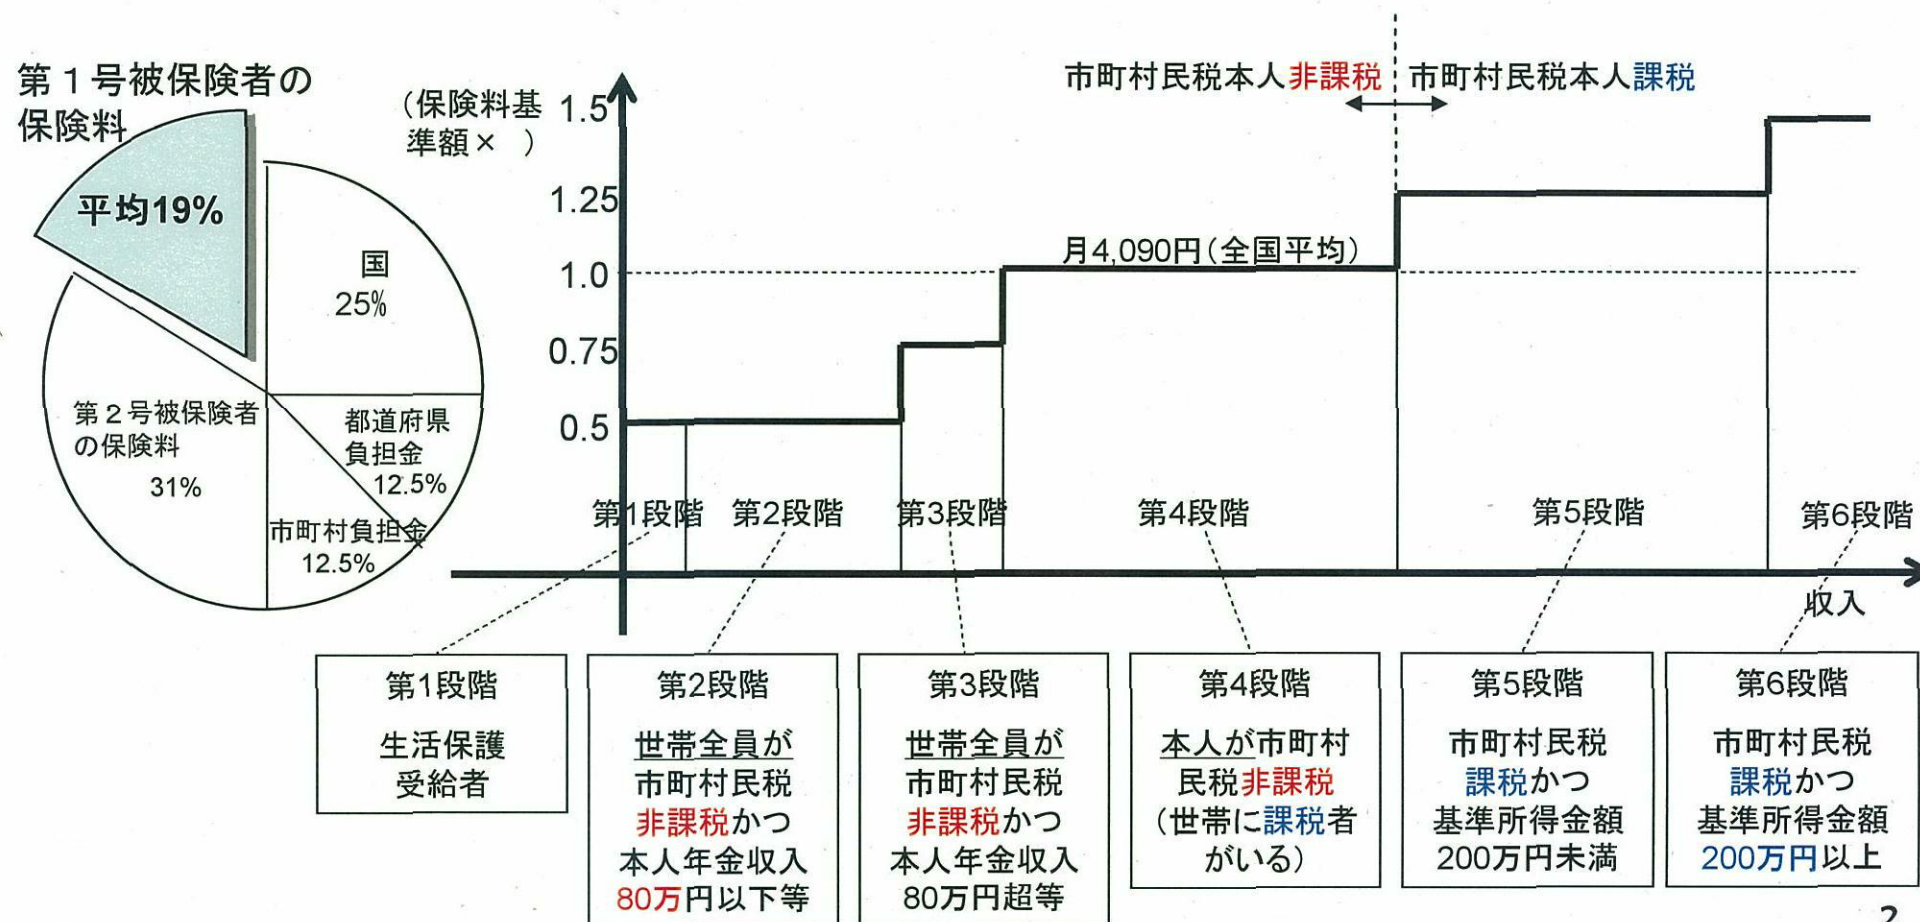 第１号被保険者の
保険料
平均19%
国
25%
都道府県
負担金
12.5%
市町村負担金
12.5%
第２号被保険者
の保険料
31%
（保険料基
準額×　）
1.5
1.25
1.0
0.75
0.5
市町村民税本人非課税
市町村民税本人課税
月4,090円（全国平均）
第1段階
第2段階
第3段階
第4段階
第5段階
第6段階
収入
第1段階
生活保護
受給者
第2段階
世帯全員が
市町村民税
非課税かつ
本人年金収入
80万円以下等
第3段階
世帯全員が
市町村民税
非課税かつ
本人年金収入
80万円超等
第4段階
本人が市町村
民税非課税
（世帯に課税者
がいる）
第5段階
市町村民税
課税かつ
基準所得金額
200万円未満
第6段階
市町村民税
課税かつ
基準所得金額
200万円以上
2